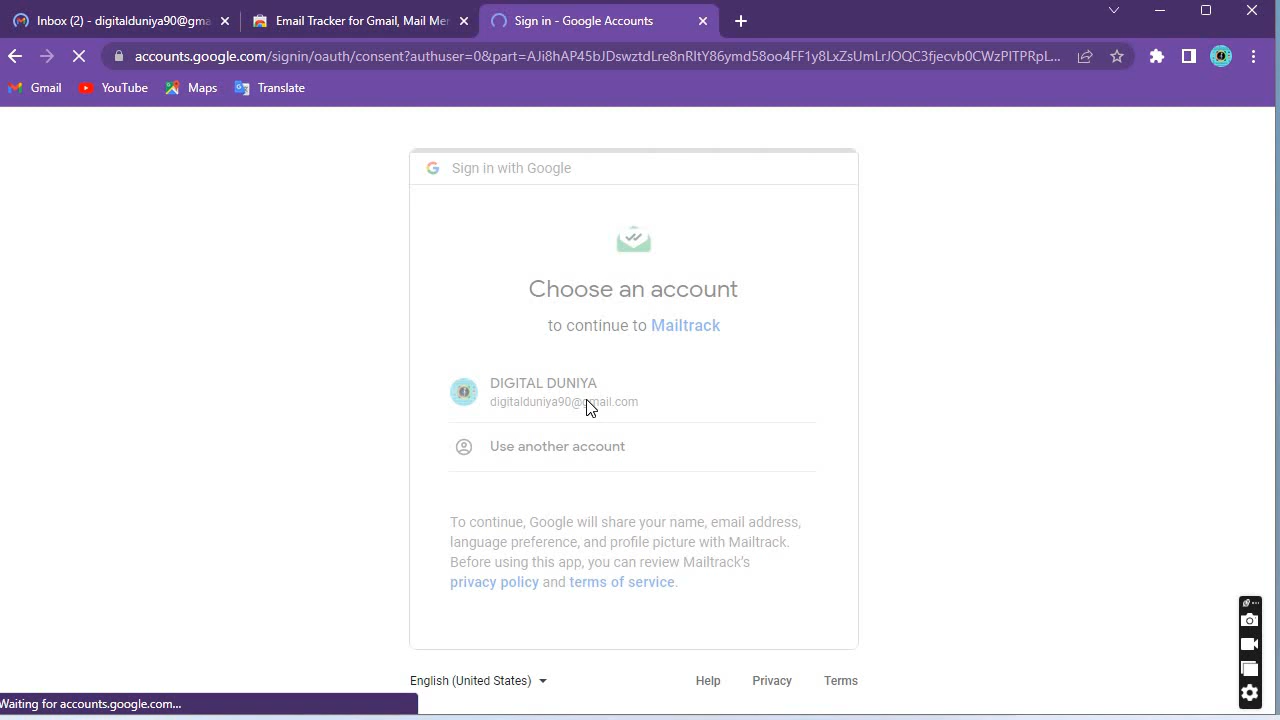 Inbox (2) - digitalduniya90@gma
Email Tracker for Gmail, Mail Mer
Sign in - Google Accounts
accounts.google.com/signin/oauth/consent?authuser=0&part=AJi8hAP45bJDswztdLre8nRltY86ymd58oo4FF1y8LxZsUmLrJOQC3fjecvb0CWzPITPRpL...
Gmail
YouTube
Maps
Translate
Sign in with Google
Choose an account
to continue to Mailtrack
DIGITAL DUNIYA
digitalduniya90@gmail.com
Use another account
To continue, Google will share your name, email address,
language preference, and profile picture with Mailtrack.
Before using this app, you can review Mailtrack's
privacy policy and terms of service.
English (United States)
Help
Privacy
Terms
Waiting for accounts.google.com...